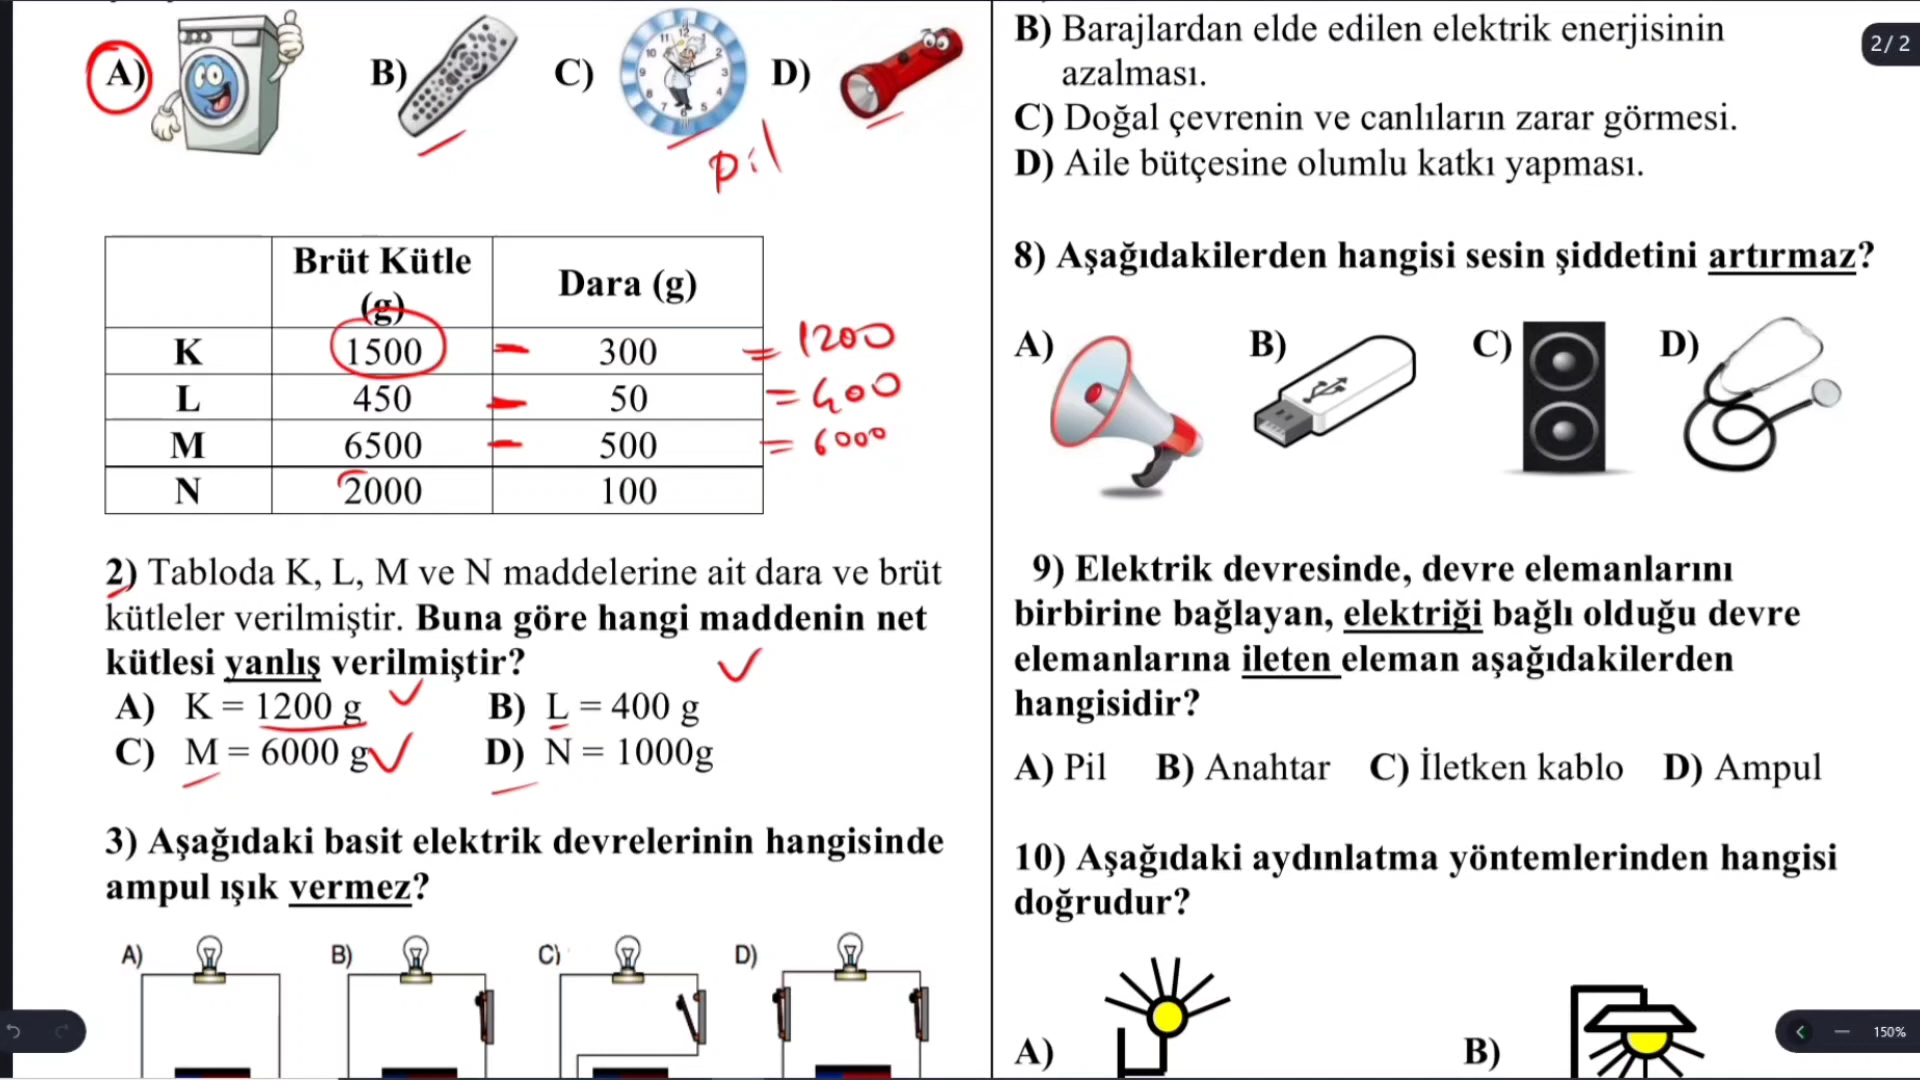 A)
B)
C)
D)
pil
Brüt Kütle (g)
Dara (g)
K 1500 300 = 1200
L 450 50 = 400
M 6500 500 = 6000
N 2000 100
2) Tabloda K, L, M ve N maddelerine ait dara ve brüt
kütleler verilmiştir. Buna göre hangi maddenin net
kütlesi yanlış verilmiştir?
A) K = 1200 g B) L = 400 g
C) M = 6000 g D) N = 1000g
3) Aşağıdaki basit elektrik devrelerinin hangisinde
ampul ışık vermez?
A) B) C) D)
B) Barajlardan elde edilen elektrik enerjisinin
azalması.
C) Doğal çevrenin ve canlıların zarar görmesi.
D) Aile bütçesine olumlu katkı yapması.
8) Aşağıdakilerden hangisi sesin şiddetini artırmaz?
A) B) C) D)
9) Elektrik devresinde, devre elemanlarını
birbirine bağlayan, elektriği bağlı olduğu devre
elemanlarına ileten eleman aşağıdakilerden
hangisidir?
A) Pil B) Anahtar C) İletken kablo D) Ampul
10) Aşağıdaki aydınlatma yöntemlerinden hangisi
doğrudur?
A) B)
2/2
150%